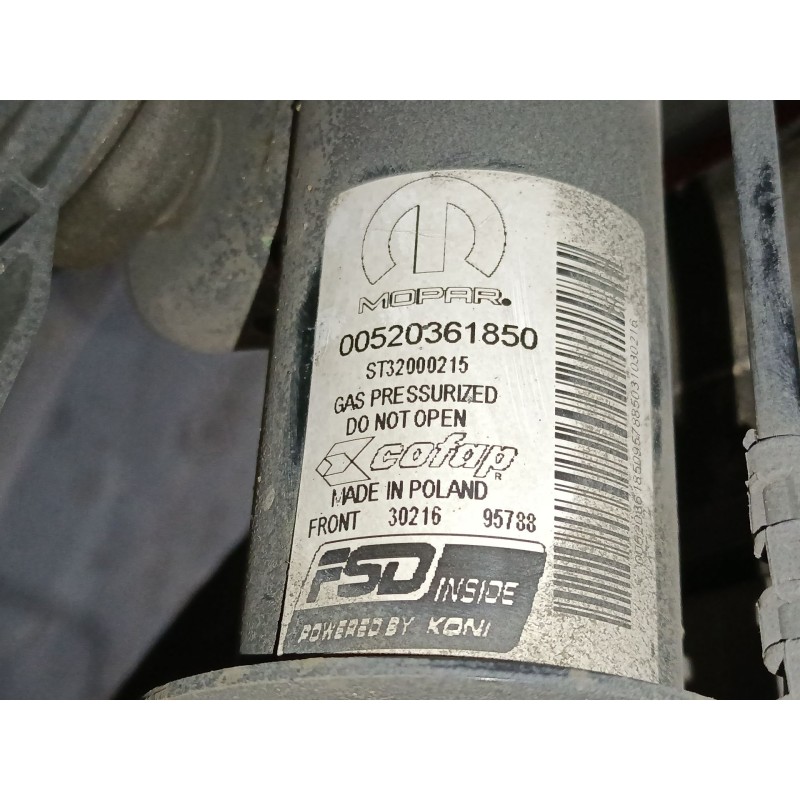 MOPAR®
00520361850
ST32000215
GAS PRESSURIZED
DO NOT OPEN
cofap®
MADE IN POLAND
FRONT 30216 95788
FSD INSIDE
POWERED BY KONI